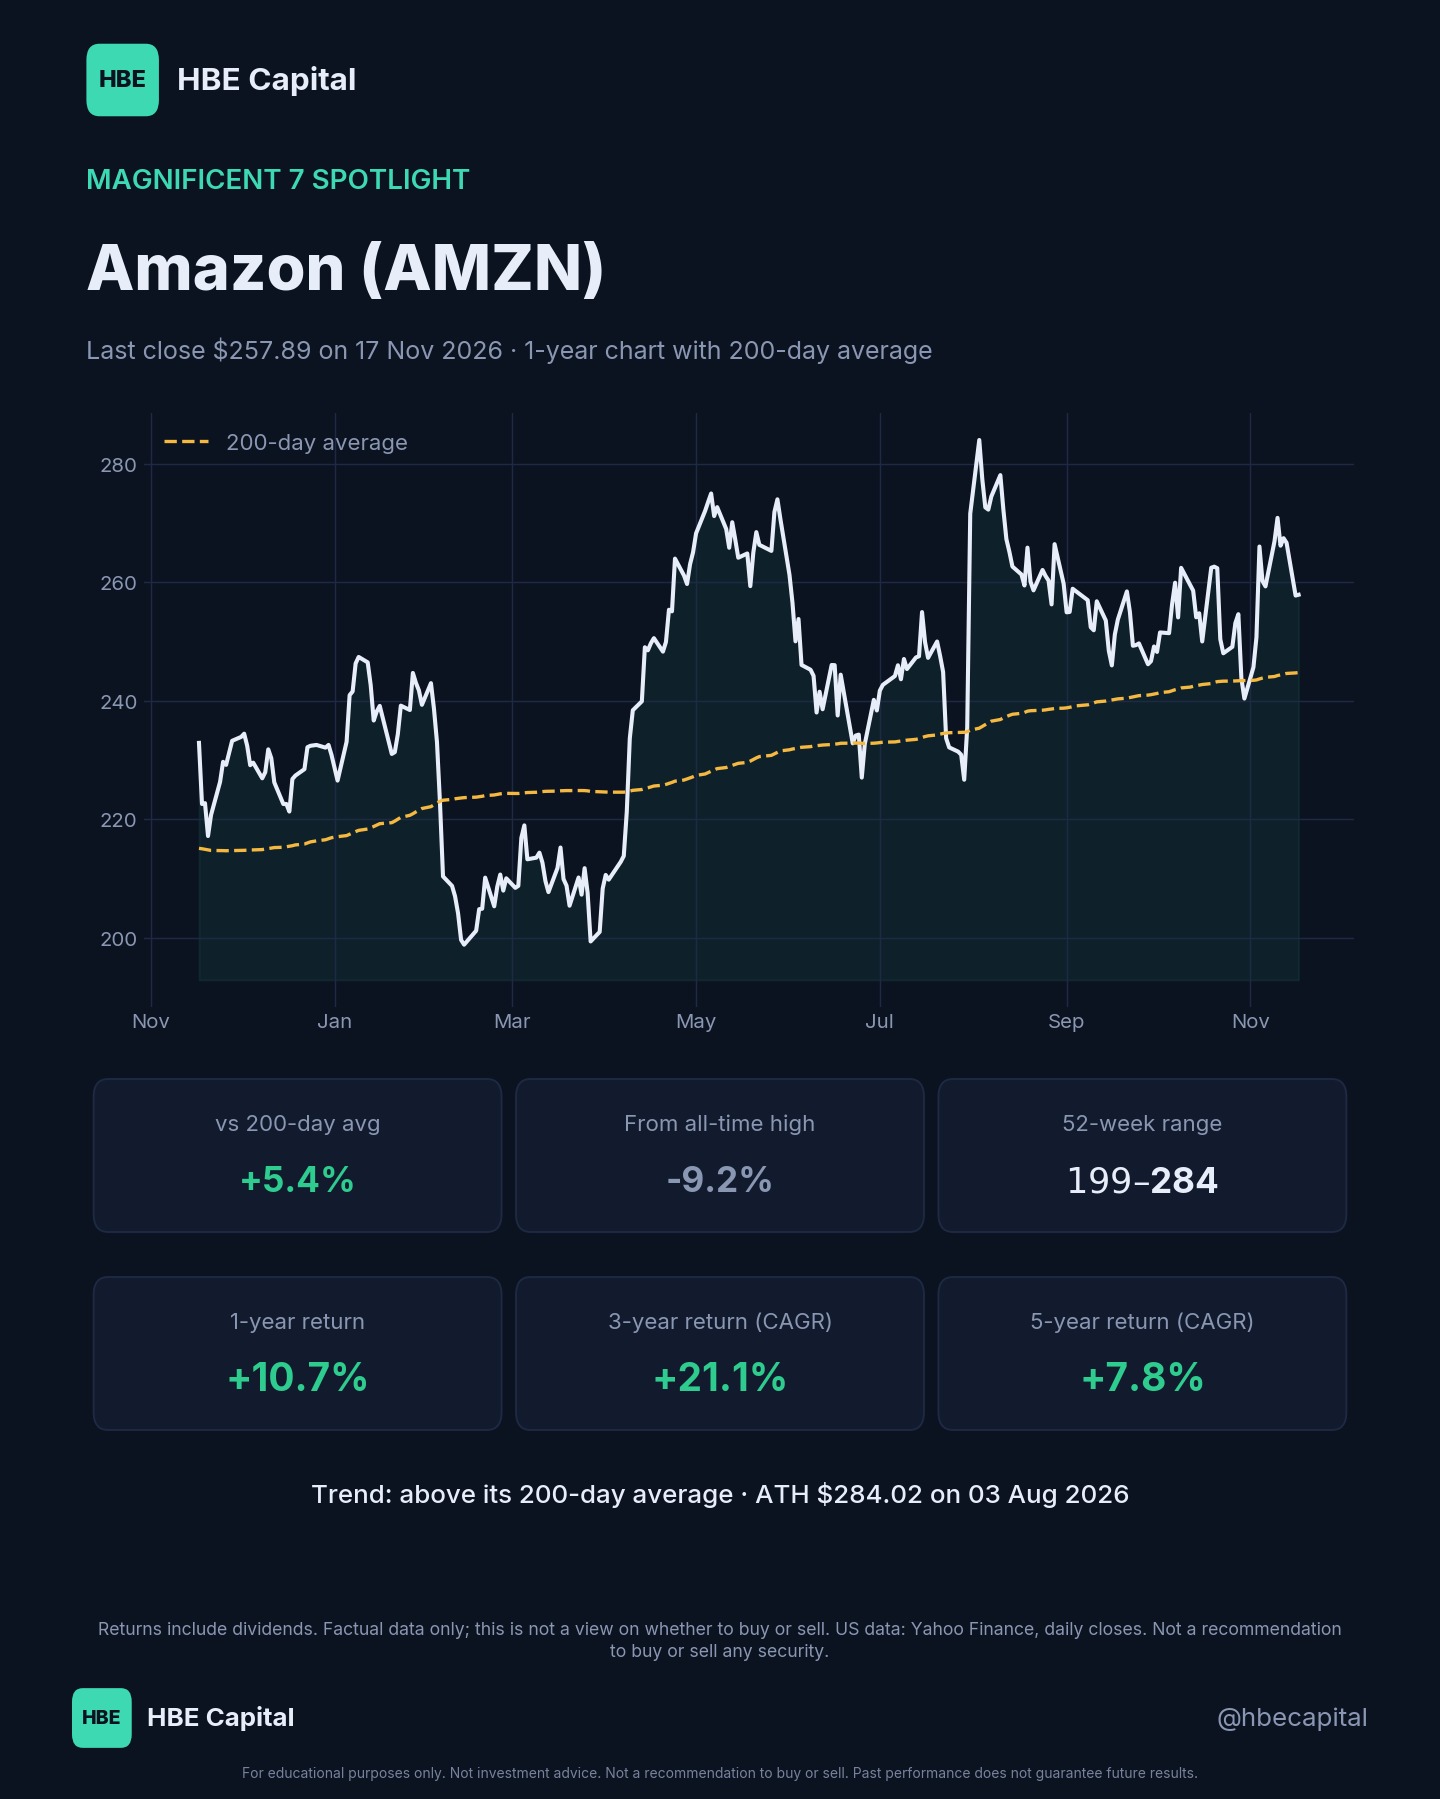 HBE HBE Capital
MAGNIFICENT 7 SPOTLIGHT
Amazon (AMZN)
Last close $257.89 on 17 Nov 2026 · 1-year chart with 200-day average
200-day average
280
260
240
220
200
Nov Jan Mar May Jul Sep Nov
vs 200-day avg From all-time high 52-week range
+5.4% -9.2% 199–284
1-year return 3-year return (CAGR) 5-year return (CAGR)
+10.7% +21.1% +7.8%
Trend: above its 200-day average · ATH $284.02 on 03 Aug 2026
Returns include dividends. Factual data only; this is not a view on whether to buy or sell. US data: Yahoo Finance, daily closes. Not a recommendation
to buy or sell any security.
HBE HBE Capital @hbecapital
For educational purposes only. Not investment advice. Not a recommendation to buy or sell. Past performance does not guarantee future results.